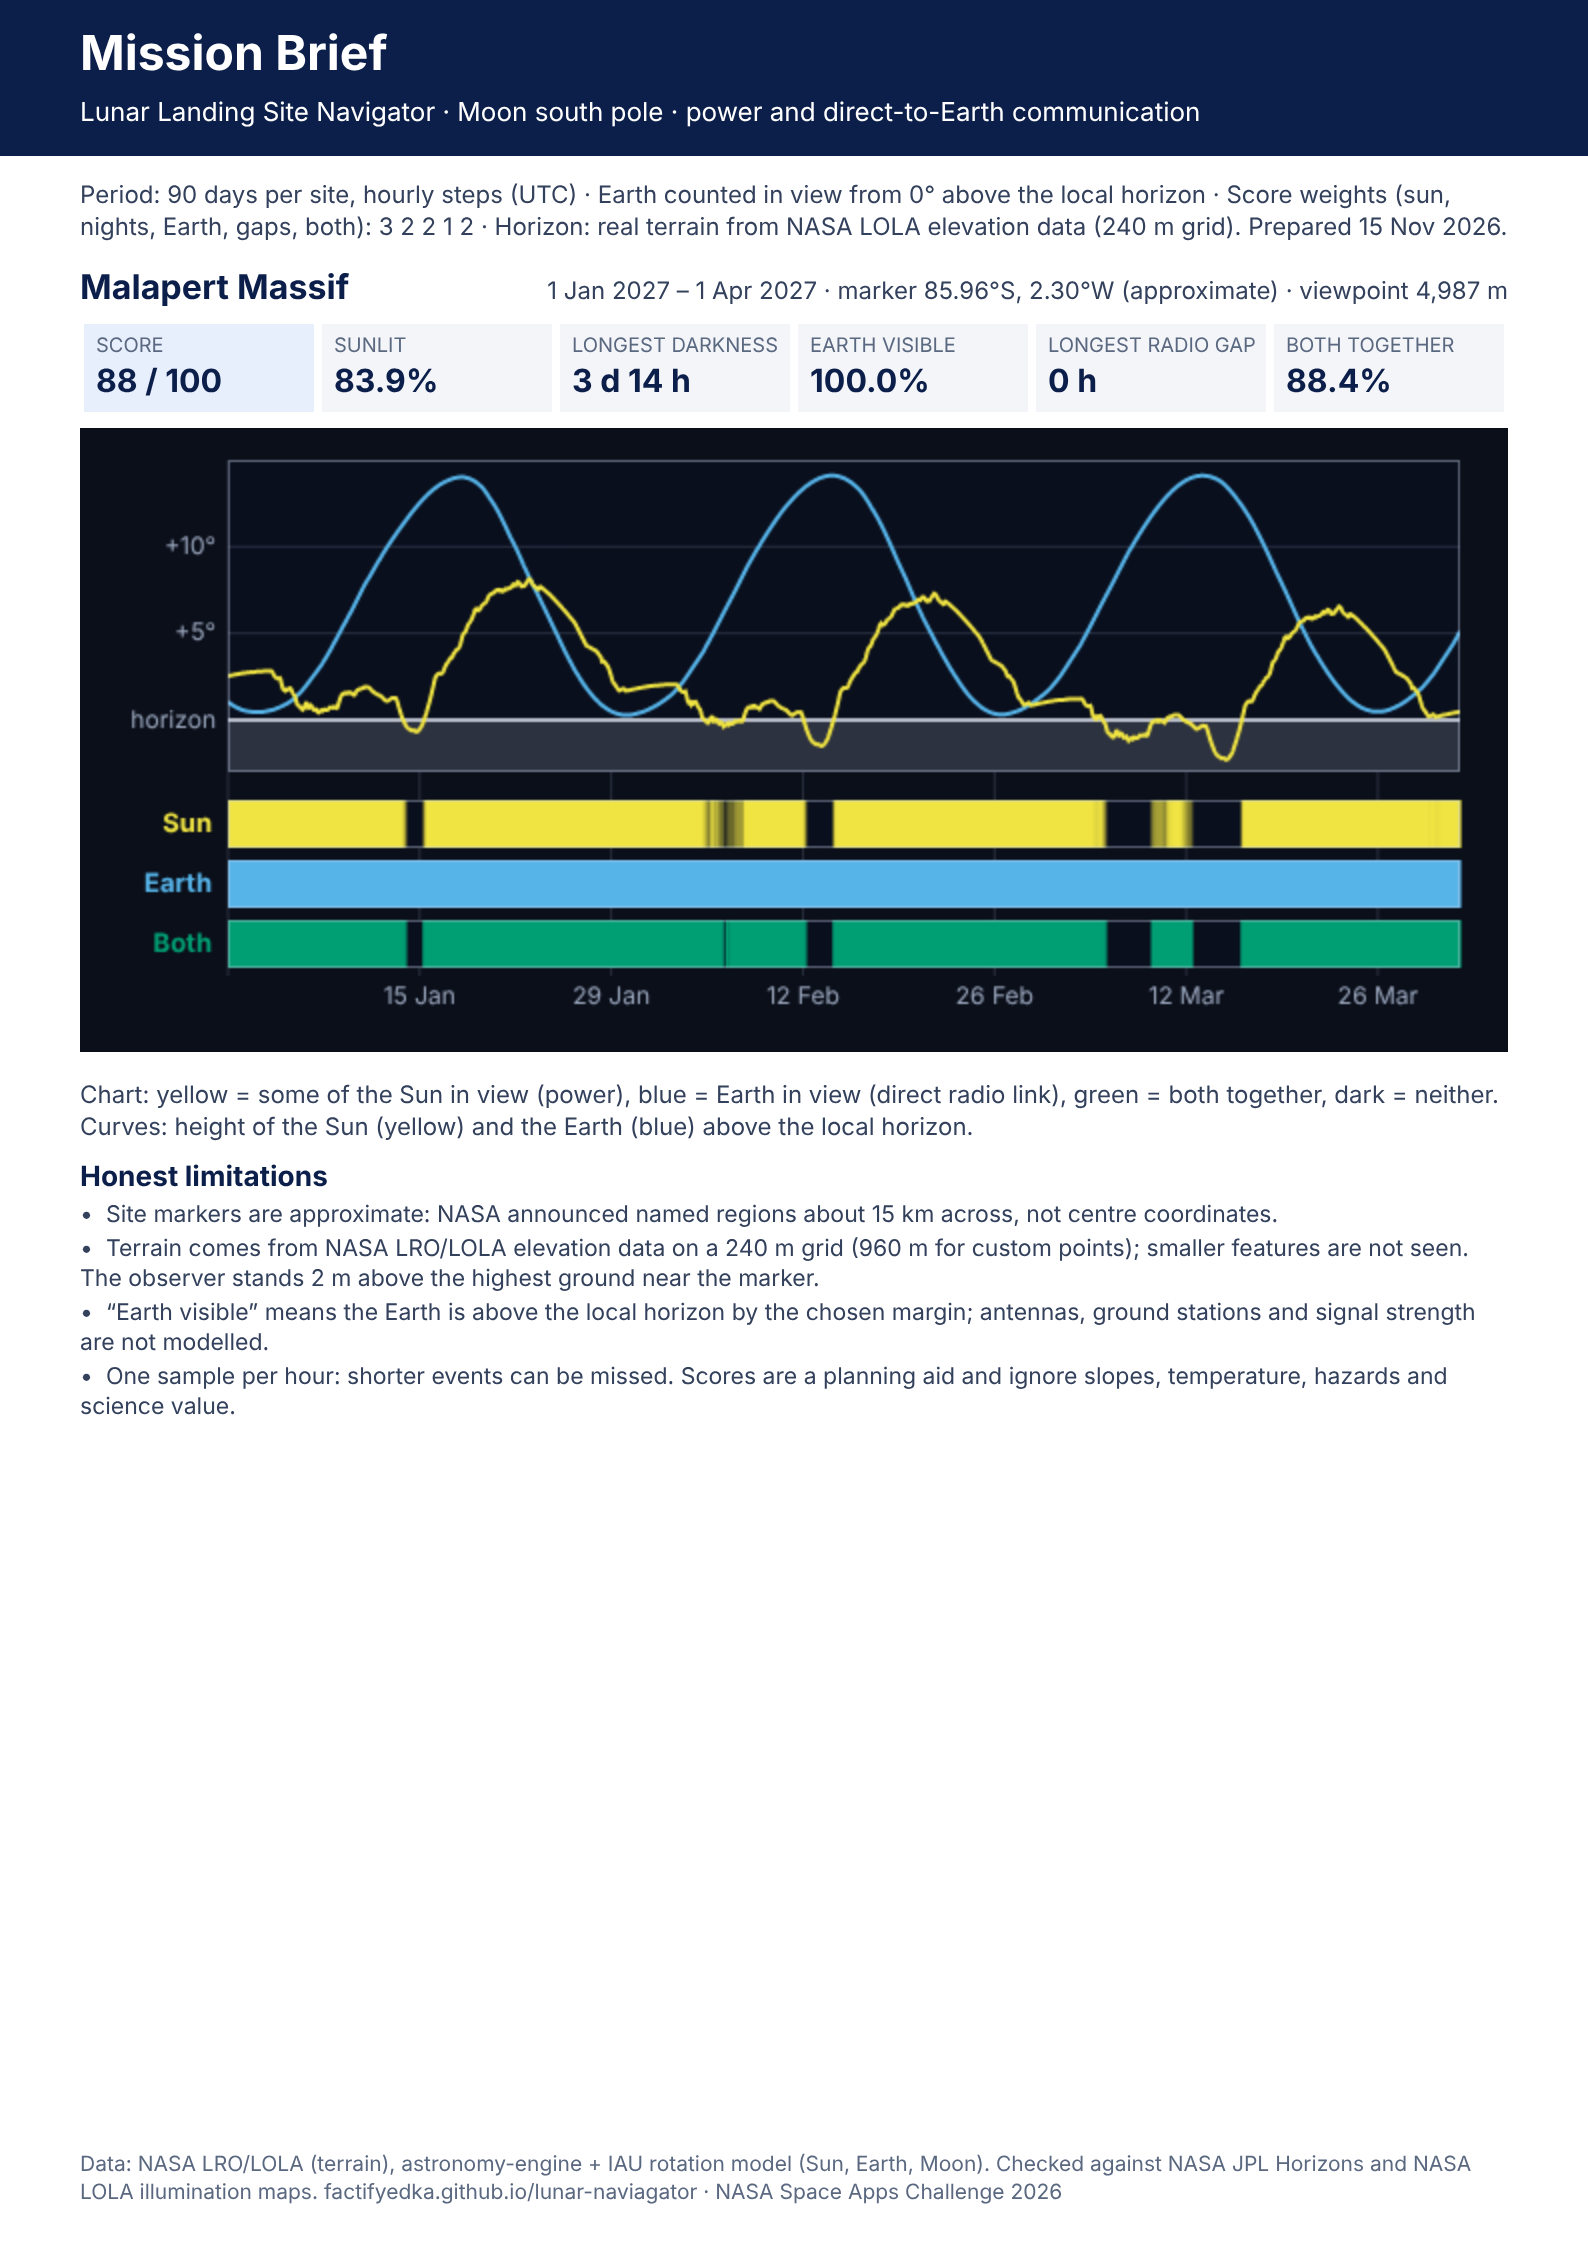 Mission Brief
Lunar Landing Site Navigator · Moon south pole · power and direct-to-Earth communication
Period: 90 days per site, hourly steps (UTC) · Earth counted in view from 0° above the local horizon · Score weights (sun,
nights, Earth, gaps, both): 3 2 2 1 2 · Horizon: real terrain from NASA LOLA elevation data (240 m grid). Prepared 15 Nov 2026.
Malapert Massif 1 Jan 2027 – 1 Apr 2027 · marker 85.96°S, 2.30°W (approximate) · viewpoint 4,987 m
SCORE SUNLIT LONGEST DARKNESS EARTH VISIBLE LONGEST RADIO GAP BOTH TOGETHER
88 / 100 83.9% 3 d 14 h 100.0% 0 h 88.4%
+10°
+5°
horizon
Sun
Earth
Both
15 Jan 29 Jan 12 Feb 26 Feb 12 Mar 26 Mar
Chart: yellow = some of the Sun in view (power), blue = Earth in view (direct radio link), green = both together, dark = neither.
Curves: height of the Sun (yellow) and the Earth (blue) above the local horizon.
Honest limitations
• Site markers are approximate: NASA announced named regions about 15 km across, not centre coordinates.
• Terrain comes from NASA LRO/LOLA elevation data on a 240 m grid (960 m for custom points); smaller features are not seen.
The observer stands 2 m above the highest ground near the marker.
• “Earth visible” means the Earth is above the local horizon by the chosen margin; antennas, ground stations and signal strength
are not modelled.
• One sample per hour: shorter events can be missed. Scores are a planning aid and ignore slopes, temperature, hazards and
science value.
Data: NASA LRO/LOLA (terrain), astronomy-engine + IAU rotation model (Sun, Earth, Moon). Checked against NASA JPL Horizons and NASA
LOLA illumination maps. factifyedka.github.io/lunar-naviagator · NASA Space Apps Challenge 2026